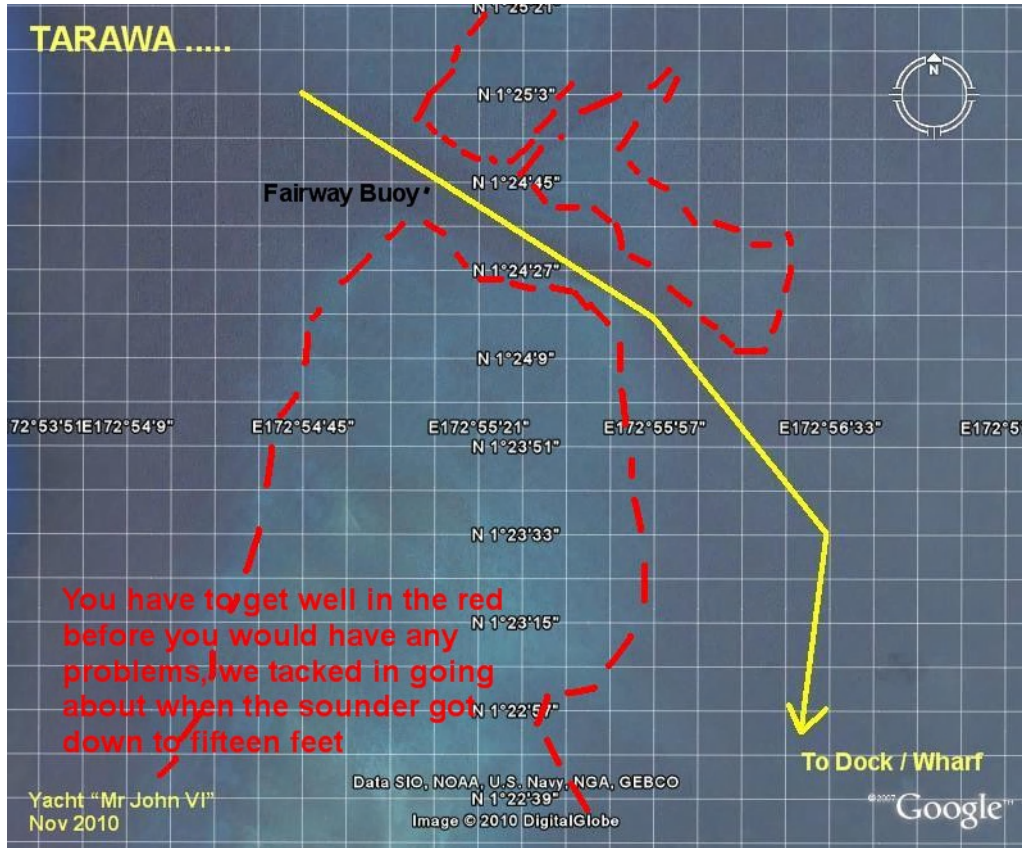 N 1°25'21"
TARAWA .....
N
N 1°25'3"
N 1°24'45"
Fairway Buoy
N 1°24'27"
N 1°24'9"
72°53'51
E172°54'9"
E172°54'45"
E172°55'21"
E172°55'57"
E172°56'33"
E172°5
N 1°23'51"
N 1°23'33"
You have to get well in the red
before you would have any
problems, we tacked in going
about when the sounder got
down to fifteen feet
N 1°23'15"
N 1°22'57"
To Dock / Wharf
Data SIO, NOAA, U.S. Navy, NGA, GEBCO
N 1°22'39"
Image © 2010 DigitalGlobe
Yacht "Mr John VI"
Nov 2010
©2007 Google™